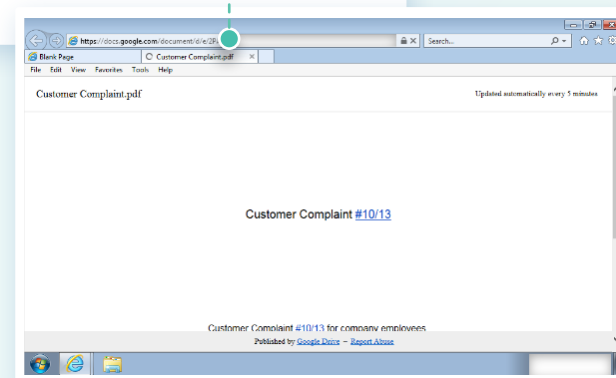 https://docs.google.com/document/d/e/2P
Search...
Blank Page
Customer Complaint.pdf
File Edit View Favorites Tools Help
Customer Complaint.pdf
Updated automatically every 5 minutes
Customer Complaint #10/13
Customer Complaint #10/13 for company employees
Published by Google Drive – Report Abuse